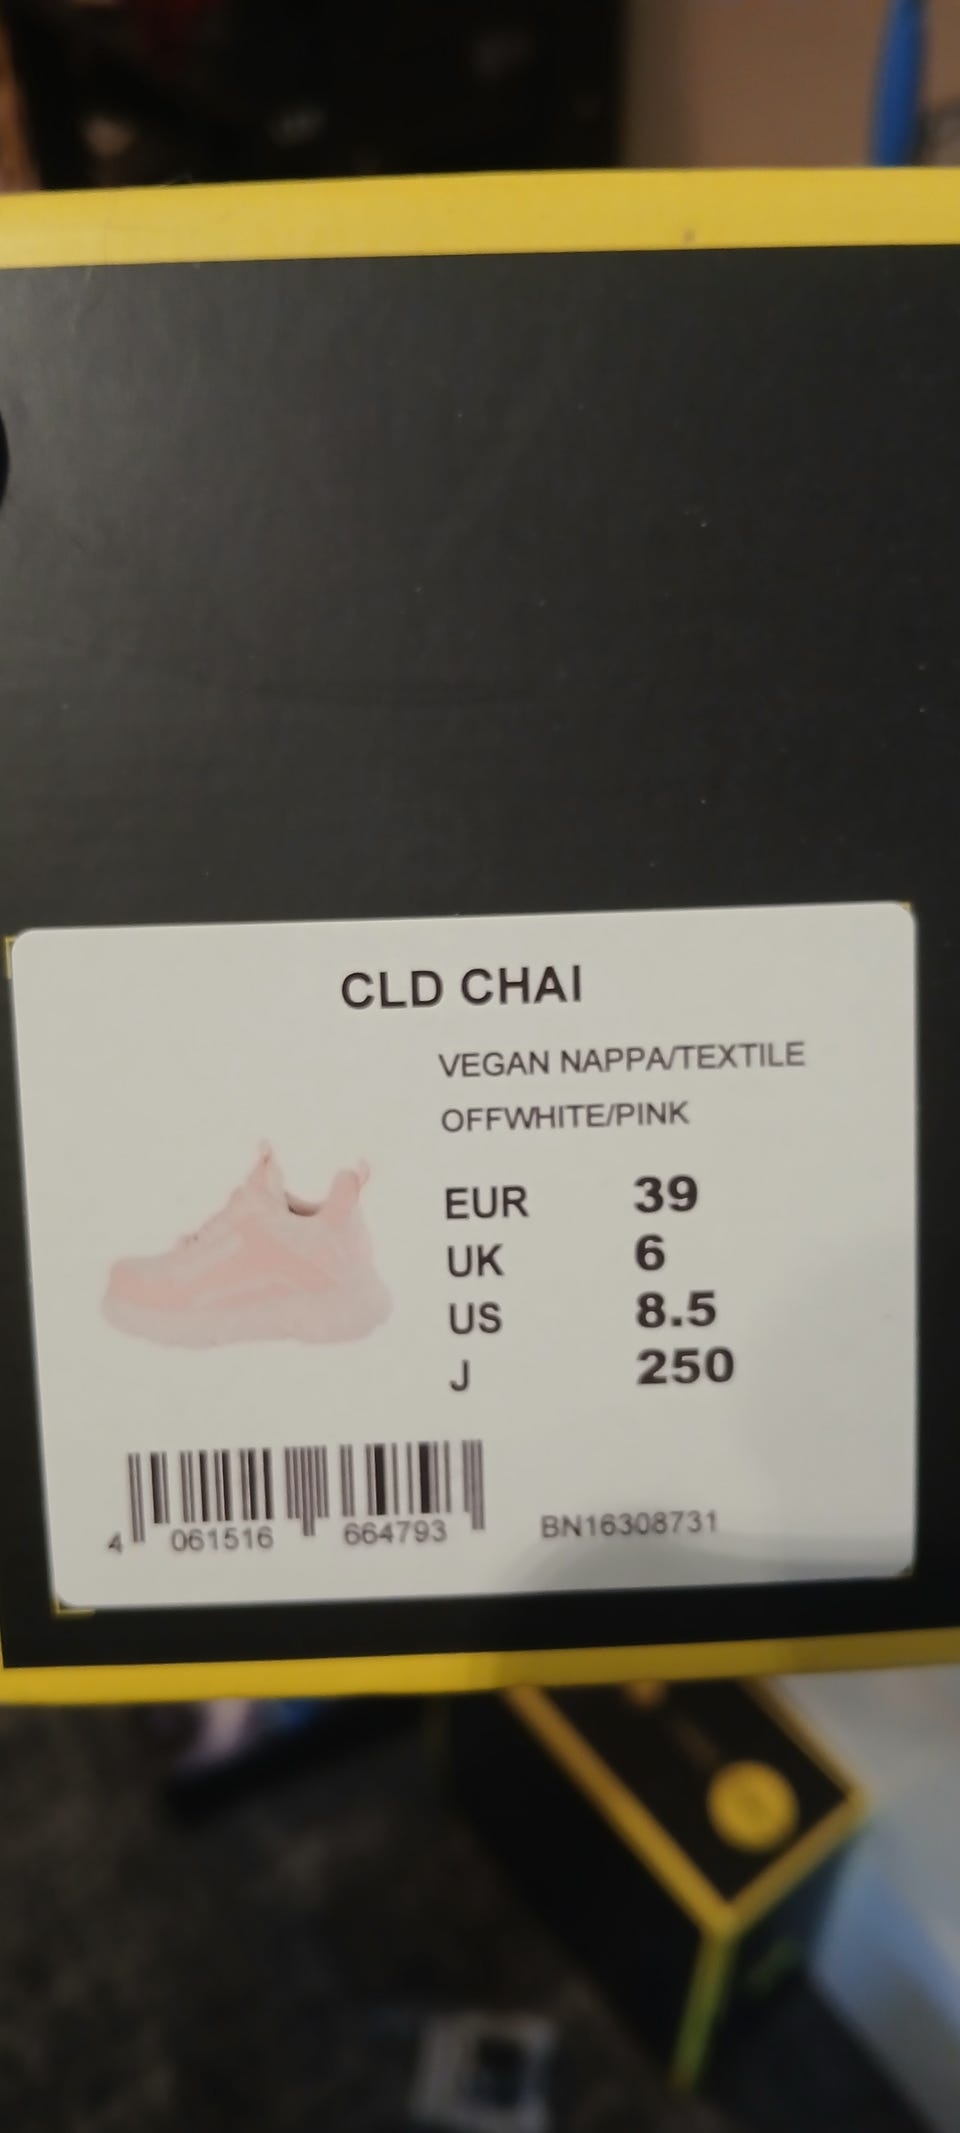 CLD CHAI
VEGAN NAPPA/TEXTILE
OFFWHITE/PINK
EUR 39
UK 6
US 8.5
J 250
4 061516 664793
BN16308731